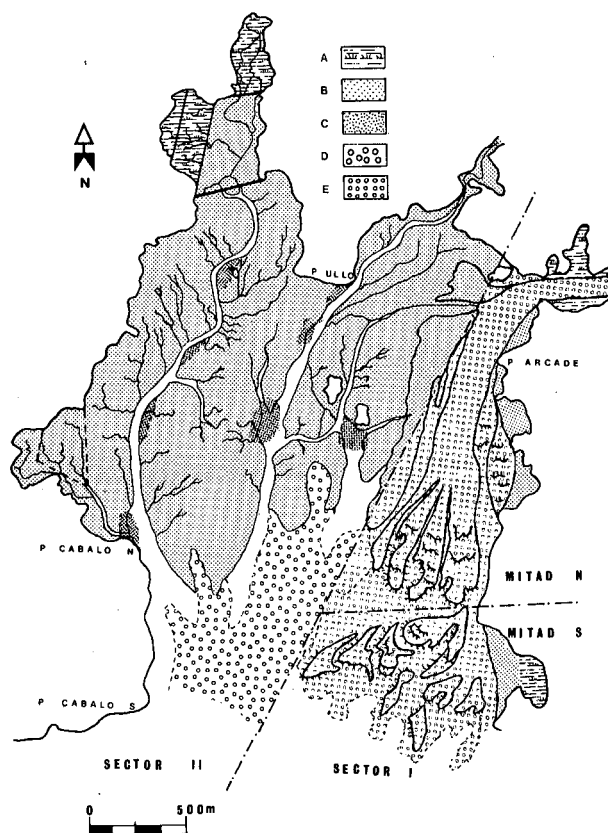 A
B
C
D
E
N
P ULLO
P ARCADE
P CABALO N
MITAD N
MITAD S
P CABALO S
SECTOR II
SECTOR I
0 500m